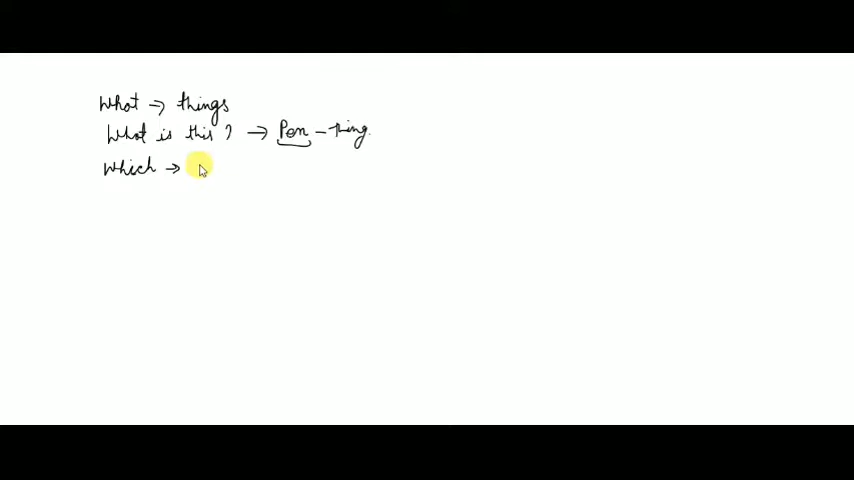 What → things
What is this ? → Pen - Thing.
Which →